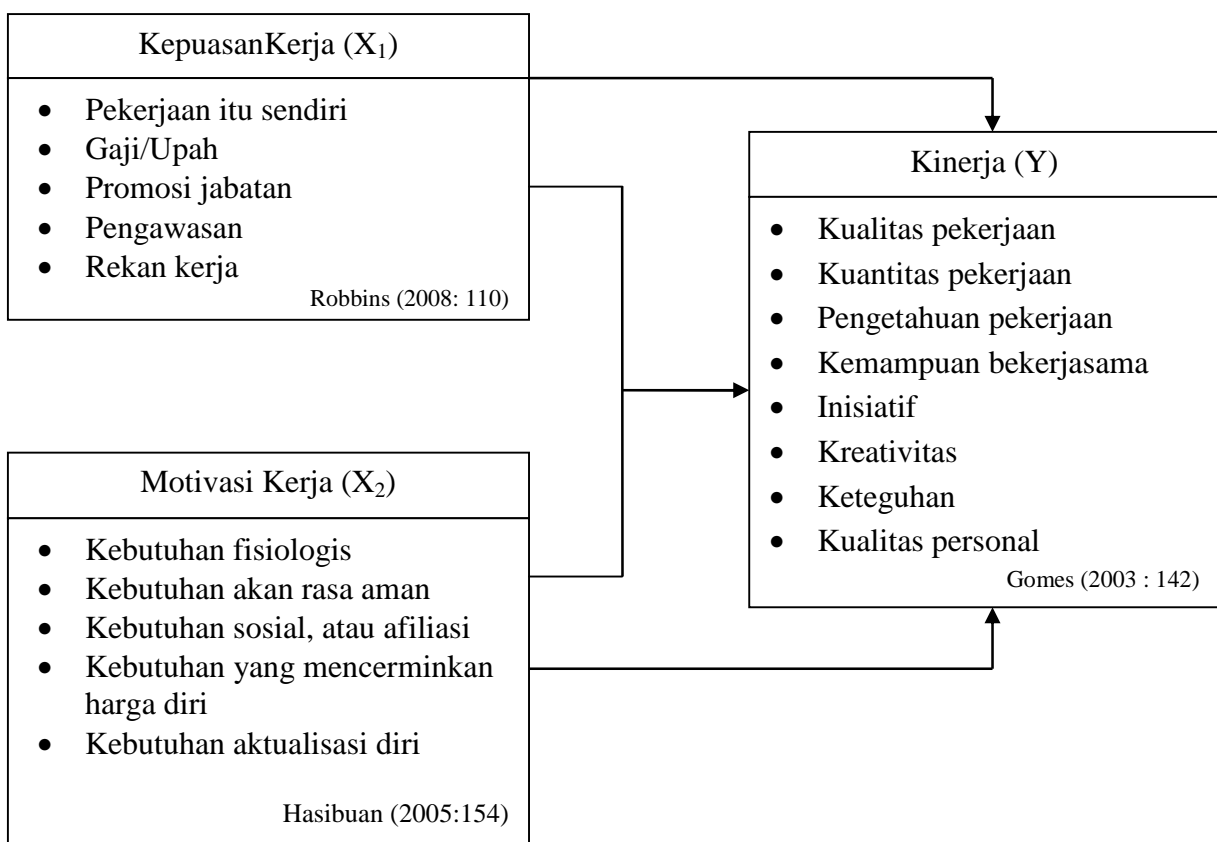 KepuasanKerja (X₁)
• Pekerjaan itu sendiri
• Gaji/Upah
• Promosi jabatan
• Pengawasan
• Rekan kerja
Robbins (2008: 110)
Motivasi Kerja (X₂)
• Kebutuhan fisiologis
• Kebutuhan akan rasa aman
• Kebutuhan sosial, atau afiliasi
• Kebutuhan yang mencerminkan
harga diri
• Kebutuhan aktualisasi diri
Hasibuan (2005:154)
Kinerja (Y)
• Kualitas pekerjaan
• Kuantitas pekerjaan
• Pengetahuan pekerjaan
• Kemampuan bekerjasama
• Inisiatif
• Kreativitas
• Keteguhan
• Kualitas personal
Gomes (2003 : 142)